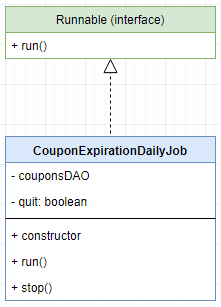 Runnable (interface)
+ run()
CouponExpirationDailyJob
- couponsDAO
- quit: boolean
+ constructor
+ run()
+ stop()